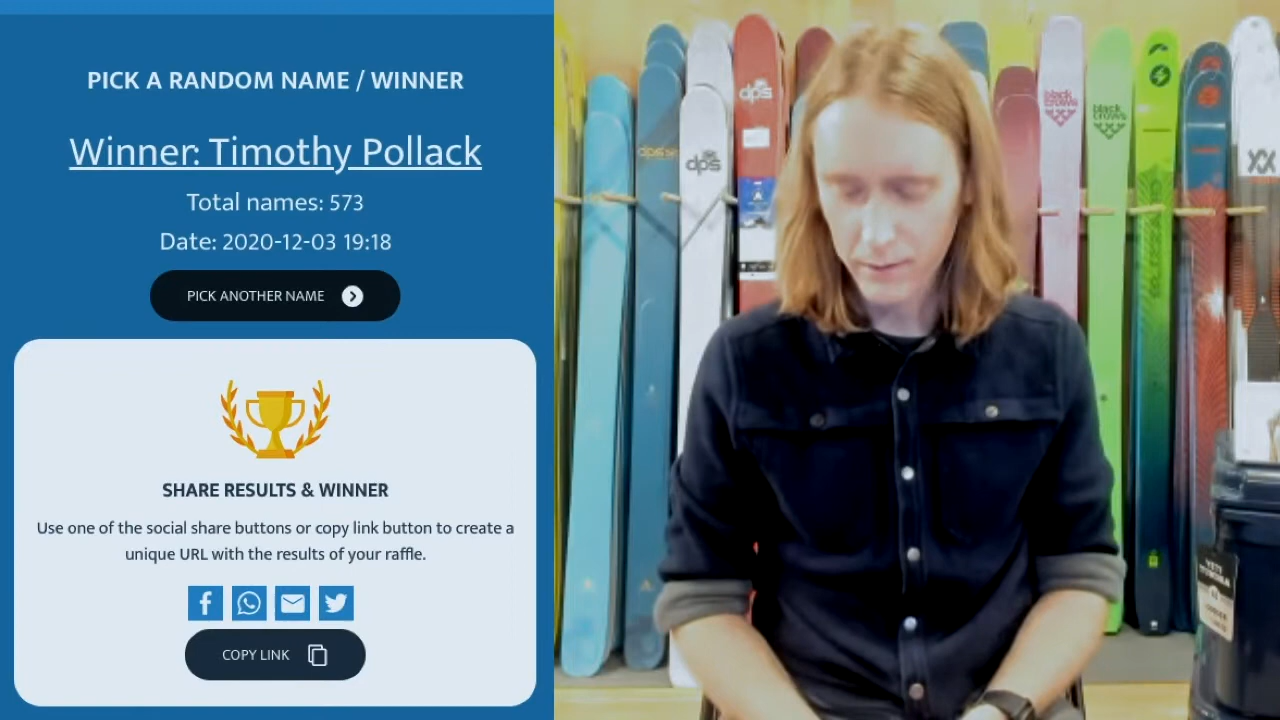 PICK A RANDOM NAME / WINNER
Winner: Timothy Pollack
Total names: 573
Date: 2020-12-03 19:18
PICK ANOTHER NAME
SHARE RESULTS & WINNER
Use one of the social share buttons or copy link button to create a
unique URL with the results of your raffle.
COPY LINK
dps
dps
dps
black
crows
black
crows
YETI